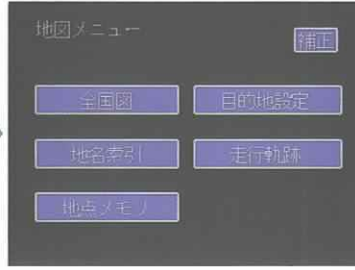 地図メニュー
補正
全国図
目的地設定
地名索引
走行軌跡
地点メモリ